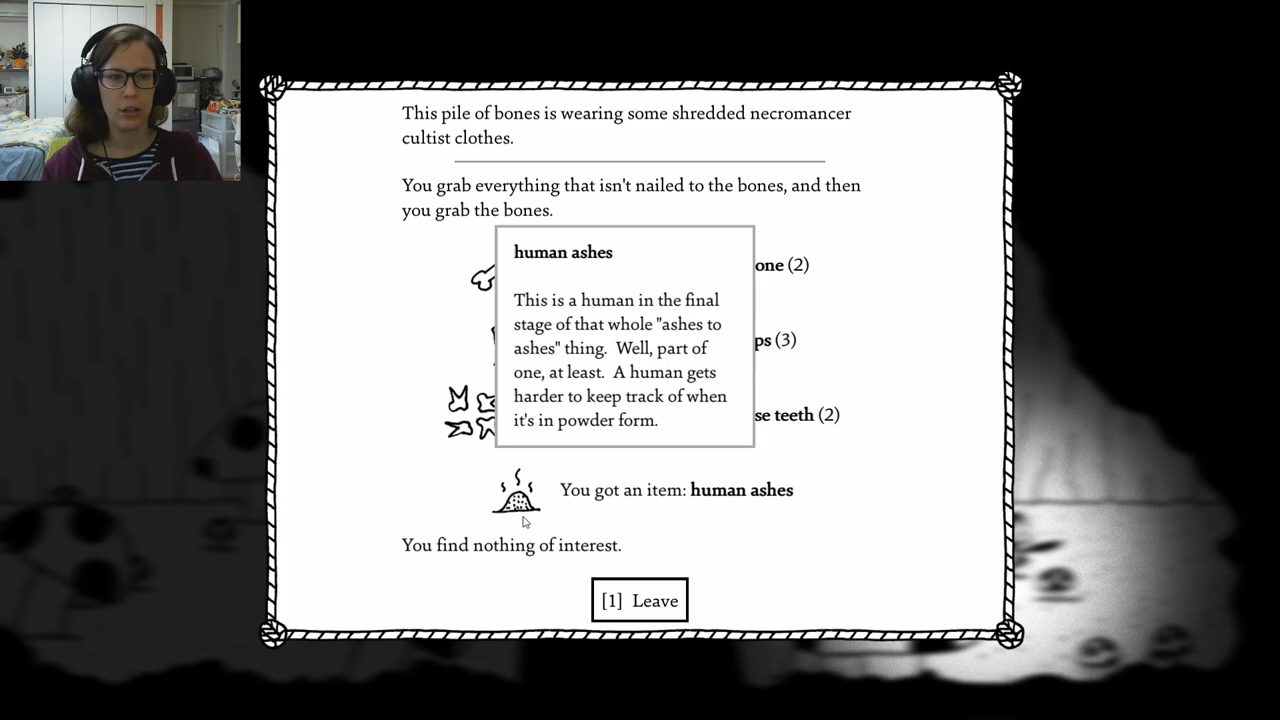 This pile of bones is wearing some shredded necromancer
cultist clothes.
You grab everything that isn't nailed to the bones, and then
you grab the bones.
human ashes
This is a human in the final
stage of that whole "ashes to
ashes" thing.  Well, part of
one, at least.  A human gets
harder to keep track of when
it's in powder form.
one (2)
ps (3)
se teeth (2)
You got an item: human ashes
You find nothing of interest.
[1]  Leave